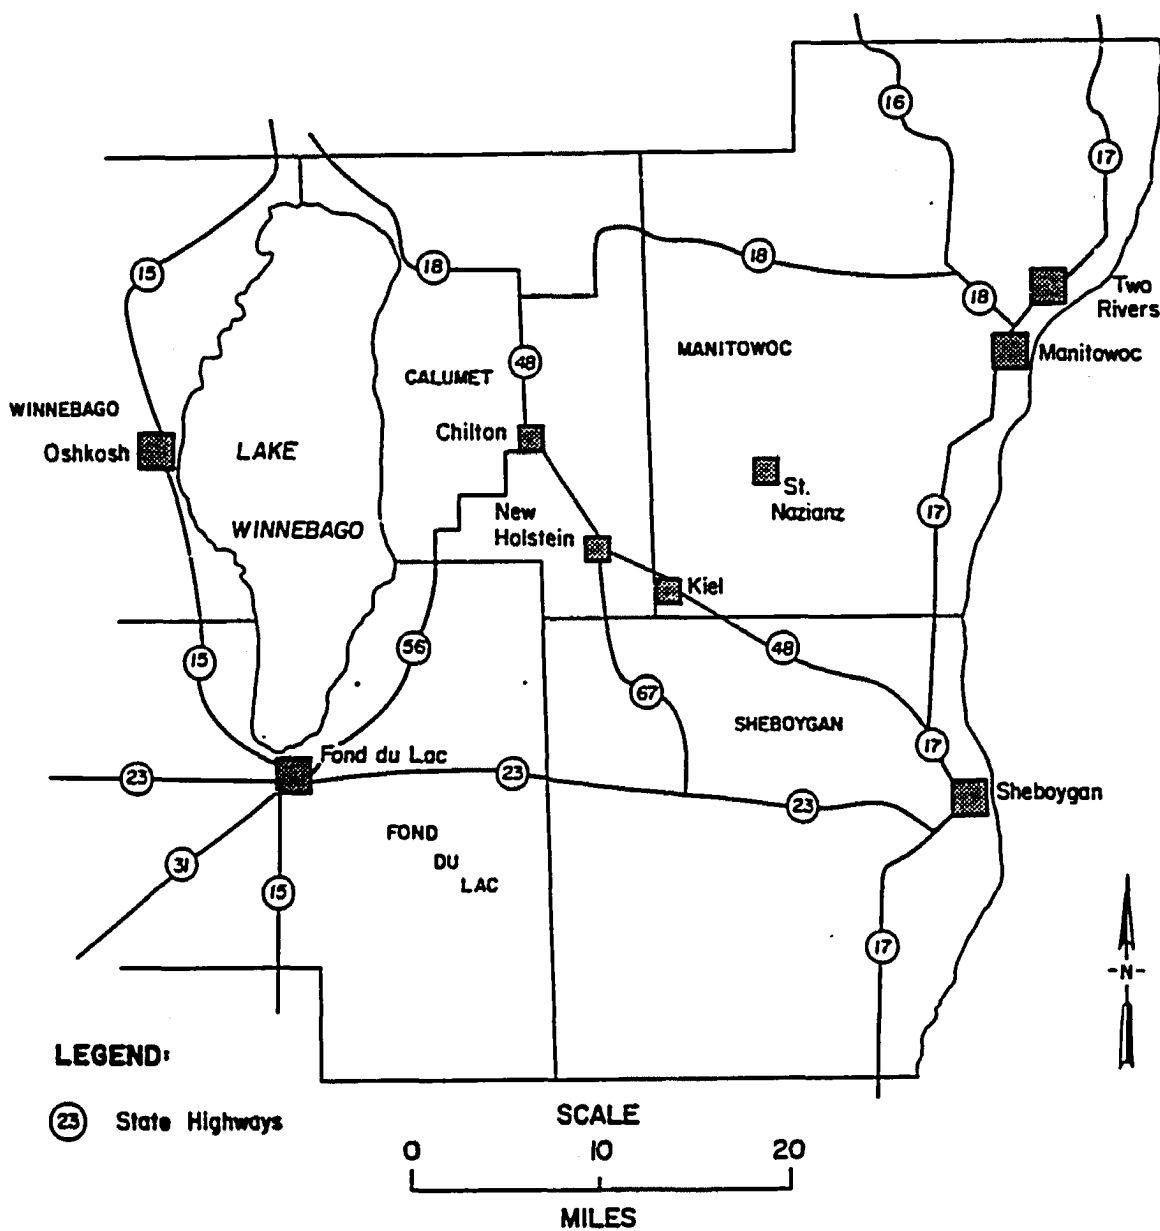 16
17
15
18
18
18
Two
Rivers
Manitowoc
MANITOWOC
48
CALUMET
WINNEBAGO
Oshkosh
Chilton
LAKE
WINNEBAGO
St.
Nazianz
New
Holstein
17
Kiel
56
48
15
67
SHEBOYGAN
17
Fond du Lac
23
23
23
Sheboygan
FOND
DU
LAC
31
15
17
-N-
LEGEND:
23 State Highways
SCALE
0 10 20
MILES